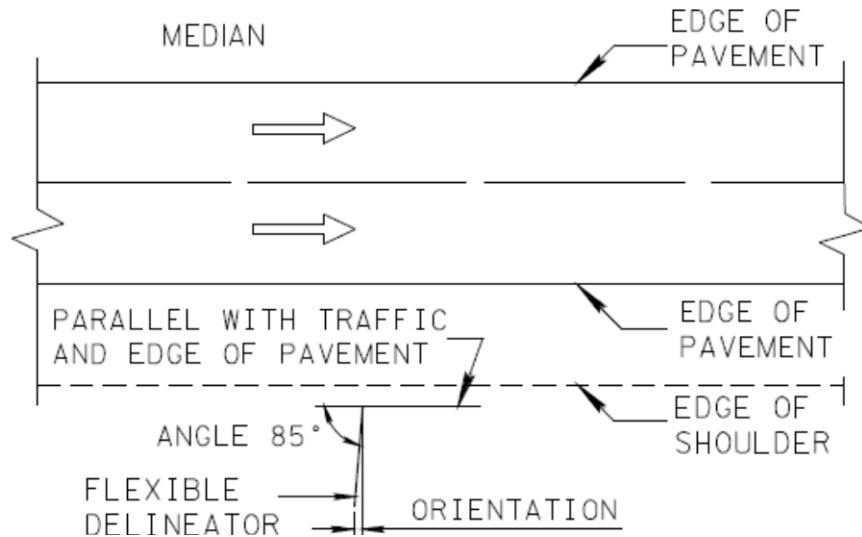 MEDIAN
EDGE OF
PAVEMENT
PARALLEL WITH TRAFFIC
AND EDGE OF PAVEMENT
EDGE OF
PAVEMENT
ANGLE 85°
EDGE OF
SHOULDER
FLEXIBLE
DELINEATOR
ORIENTATION